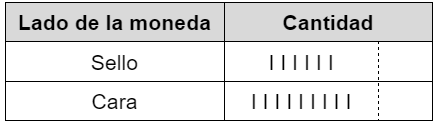 Lado de la moneda Cantidad
Sello I I I I I I
Cara I I I I I I I I I